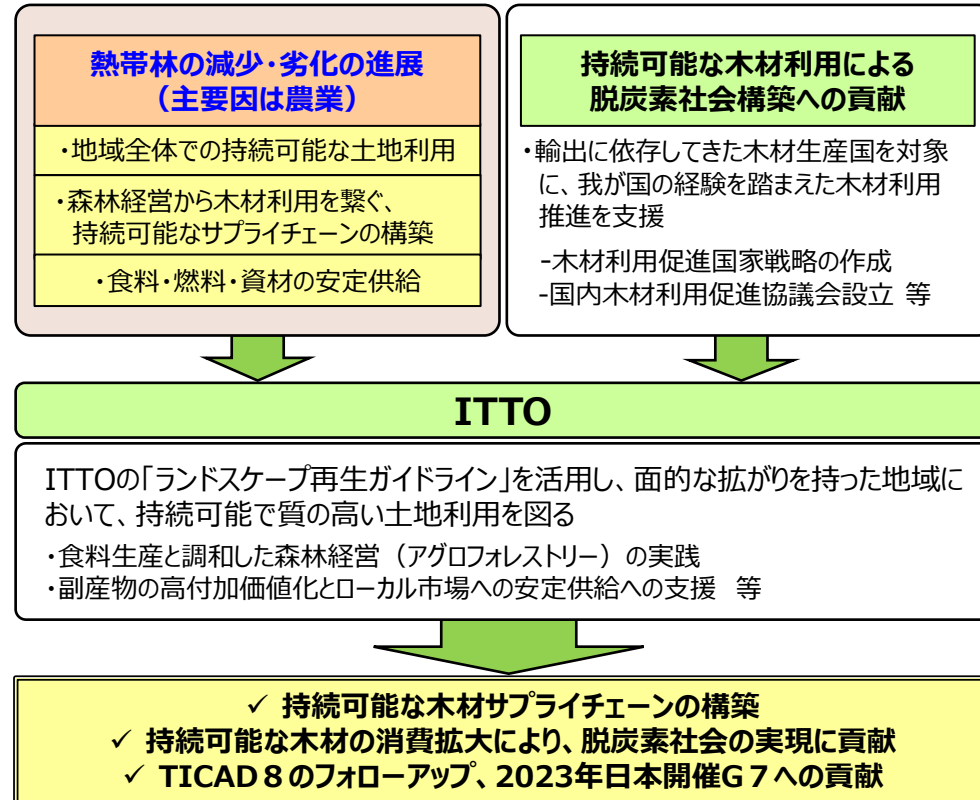 熱帯林の減少・劣化の進展
（主要因は農業）
・地域全体での持続可能な土地利用
・森林経営から木材利用を繋ぐ、
持続可能なサプライチェーンの構築
・食料・燃料・資材の安定供給
持続可能な木材利用による
脱炭素社会構築への貢献
・輸出に依存してきた木材生産国を対象
に、我が国の経験を踏まえた木材利用
推進を支援
-木材利用促進国家戦略の作成
-国内木材利用促進協議会設立 等
ITTO
ITTOの「ランドスケープ再生ガイドライン」を活用し、面的な拡がりを持った地域に
おいて、持続可能で質の高い土地利用を図る
・食料生産と調和した森林経営（アグロフォレストリー）の実践
・副産物の高付加価値化とローカル市場への安定供給への支援 等
✓ 持続可能な木材サプライチェーンの構築
✓ 持続可能な木材の消費拡大により、脱炭素社会の実現に貢献
✓ TICAD８のフォローアップ、2023年日本開催G７への貢献